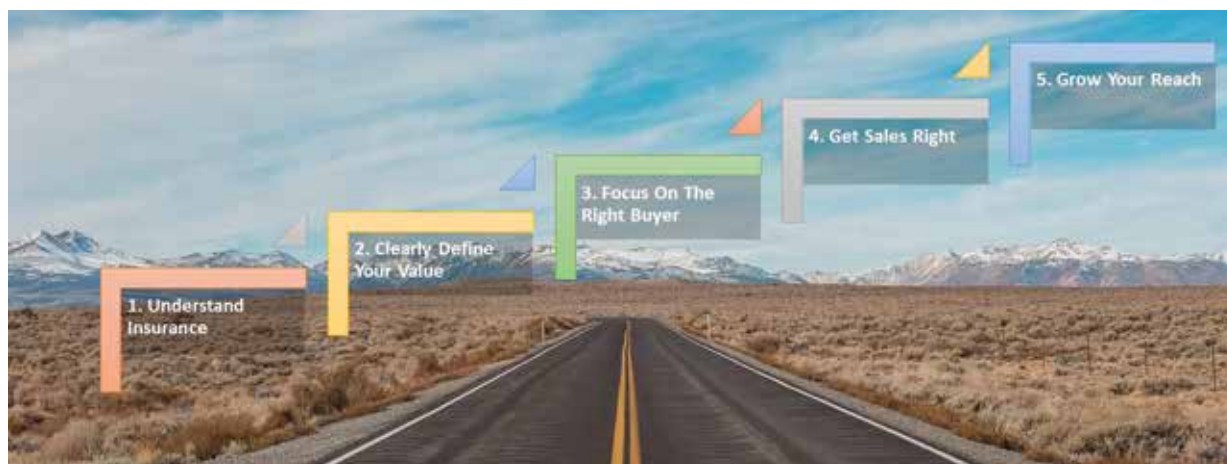 1. Understand
Insurance
2. Clearly Define
Your Value
3. Focus On The
Right Buyer
4. Get Sales Right
5. Grow Your Reach